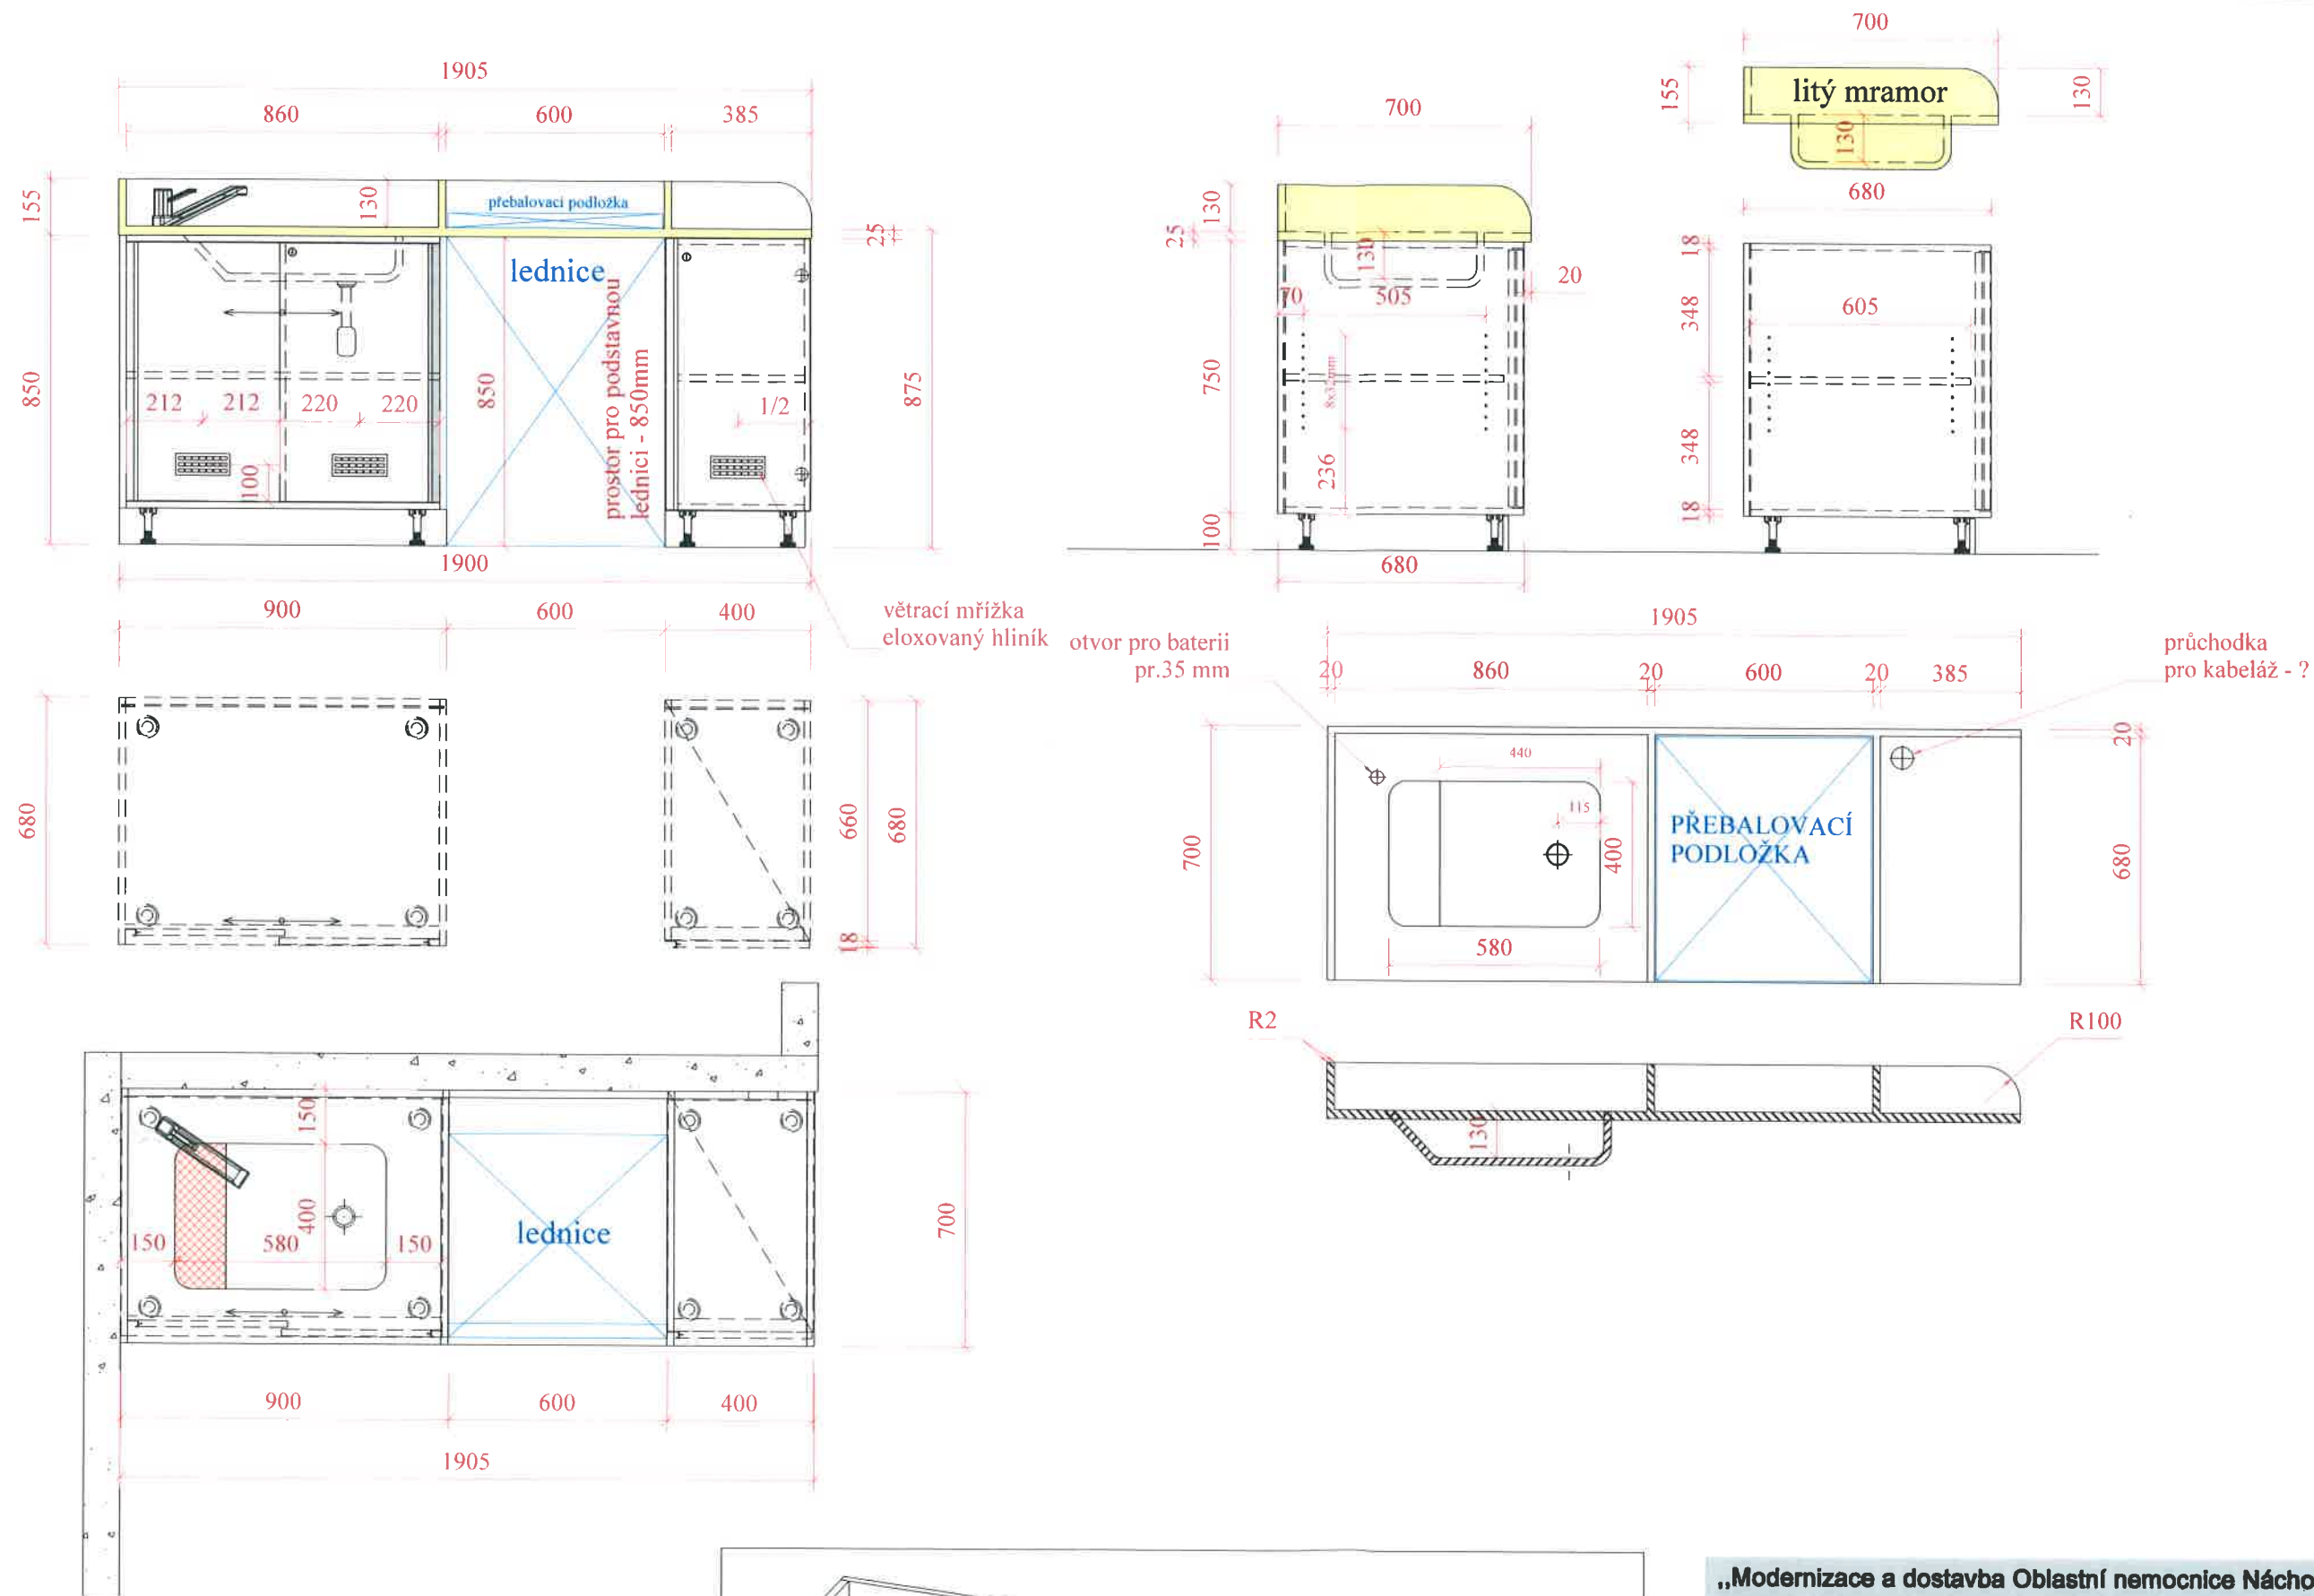 1905
860 600 385
155
130
přebalovací podložka
25
lednice
prostor pro podstavnou
lednici - 850mm
850
850
875
212 212 220 220
1/2
100
1900
900 600 400
větrací mřížka
eloxovaný hliník
680
660
680
18
150
400
150 580 150
lednice
700
900 600 400
1905
700
130
25
130
20
70 505
750
8x32mm
236
100
680
700
155
litý mramor
130
130
680
18
348
605
348
18
1905
otvor pro baterii
pr.35 mm
průchodka
pro kabeláž - ?
20 860 20 600 20 385
20
440
115
400
700
PŘEBALOVACÍ
PODLOŽKA
680
580
R2
R100
130
„Modernizace a dostavba Oblastní nemocnice Nácho